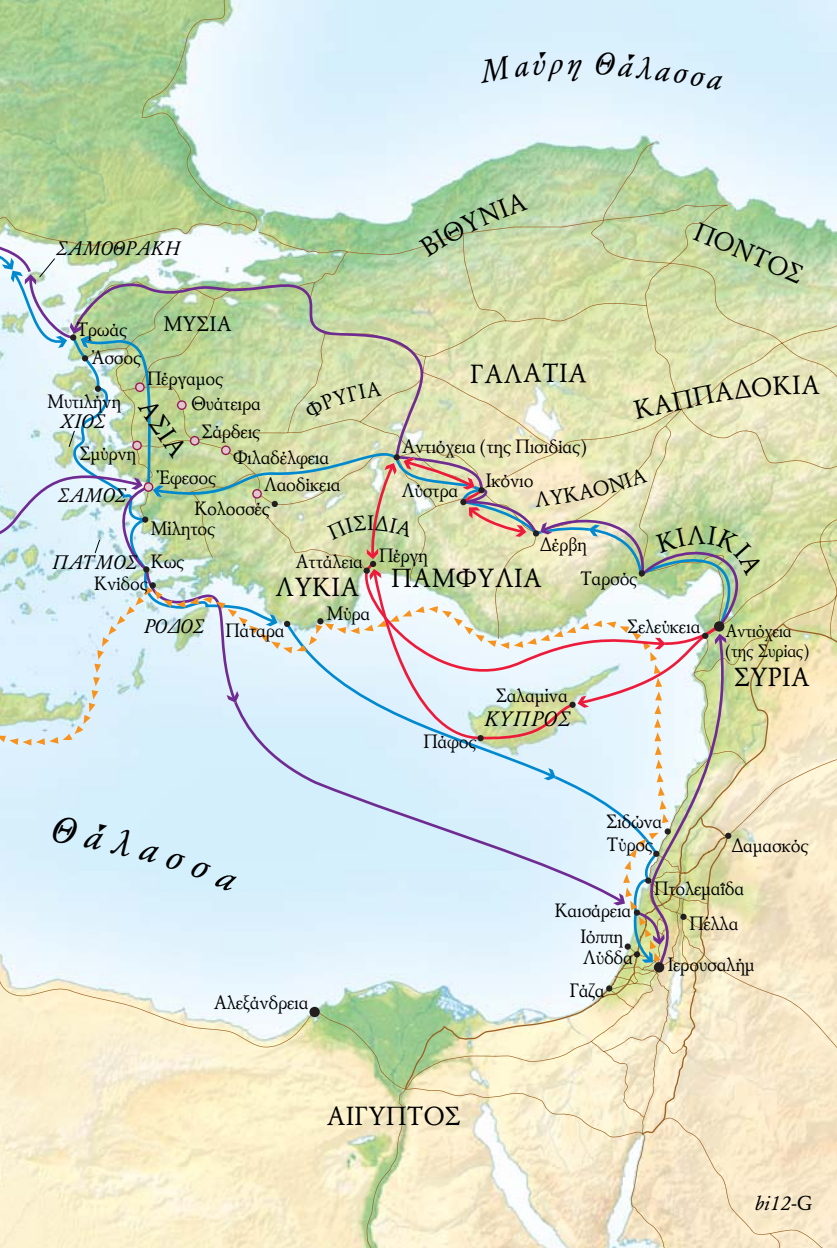 Μαύρη Θάλασσα
ΒΙΘΥΝΙΑ
ΠΟΝΤΟΣ
ΣΑΜΟΘΡΑΚΗ
Τρωάς
ΜΥΣΙΑ
Άσσος
ΓΑΛΑΤΙΑ
Πέργαμος
ΦΡΥΓΙΑ
ΚΑΠΠΑΔΟΚΙΑ
Μυτιλήνη
Θυάτειρα
ΧΙΟΣ
ΑΣΙΑ
Σάρδεις
Σμύρνη
Φιλαδέλφεια
Αντιόχεια (της Πισιδίας)
Έφεσος
Λαοδίκεια
Ικόνιο
ΣΑΜΟΣ
Κολοσσές
Λύστρα
ΛΥΚΑΟΝΙΑ
Μίλητος
ΠΙΣΙΔΙΑ
Δέρβη
ΚΙΛΙΚΙΑ
ΠΑΤΜΟΣ
Κως
Αττάλεια
Πέργη
Ταρσός
Κνίδος
ΛΥΚΙΑ
ΠΑΜΦΥΛΙΑ
ΡΟΔΟΣ
Πάταρα
Μύρα
Σελεύκεια
Αντιόχεια
(της Συρίας)
ΣΥΡΙΑ
Σαλαμίνα
ΚΥΠΡΟΣ
Πάφος
Θάλασσα
Σιδώνα
Τύρος
Δαμασκός
Πτολεμαΐδα
Καισάρεια
Πέλλα
Ιόππη
Λύδδα
Ιερουσαλήμ
Γάζα
Αλεξάνδρεια
ΑΙΓΥΠΤΟΣ
bi12-G